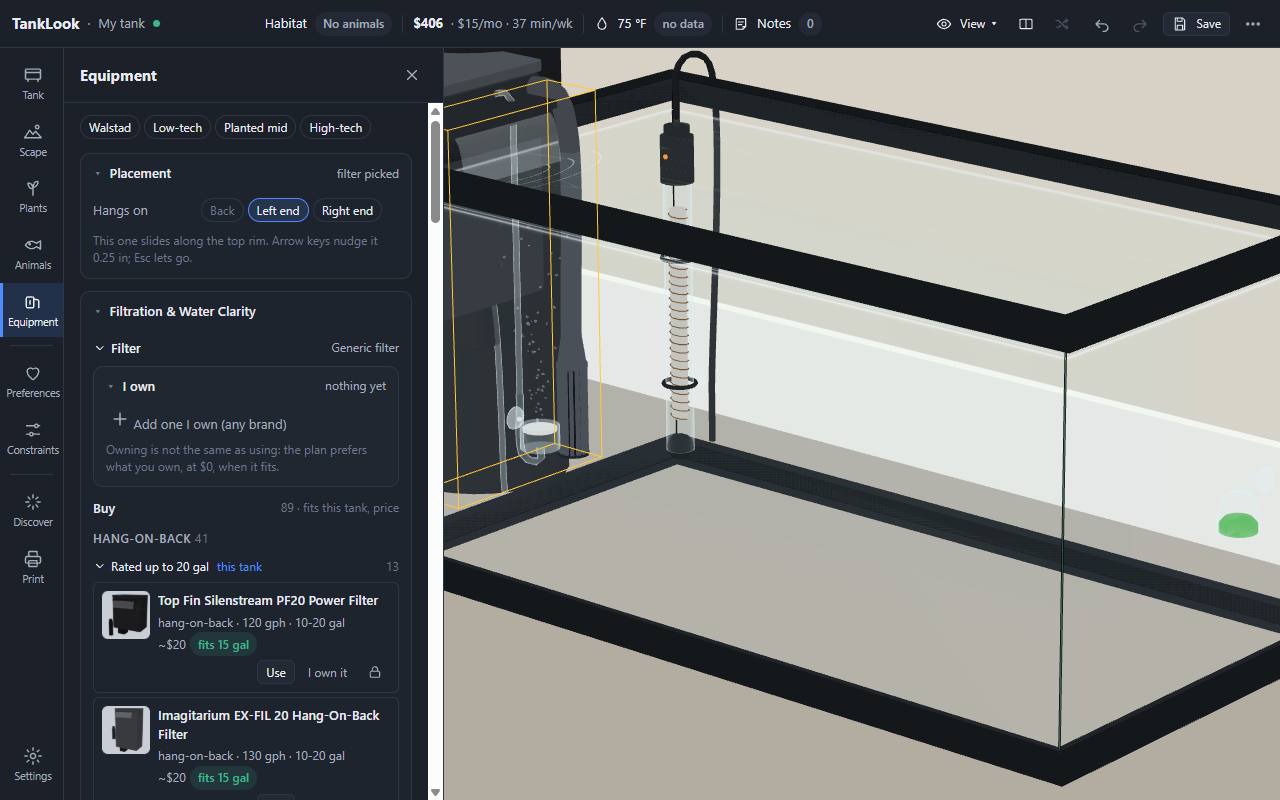 TankLook · My tank
Habitat No animals $406 · $15/mo · 37 min/wk 75 °F no data Notes 0
View Save
Tank
Scape
Plants
Animals
Equipment
Preferences
Constraints
Discover
Print
Settings
Equipment
Walstad Low-tech Planted mid High-tech
Placement filter picked
Hangs on Back Left end Right end
This one slides along the top rim. Arrow keys nudge it
0.25 in; Esc lets go.
Filtration & Water Clarity
Filter Generic filter
I own nothing yet
Add one I own (any brand)
Owning is not the same as using: the plan prefers
what you own, at $0, when it fits.
Buy 89 · fits this tank, price
HANG-ON-BACK 41
Rated up to 20 gal this tank 13
Top Fin Silenstream PF20 Power Filter
hang-on-back · 120 gph · 10-20 gal
~$20 fits 15 gal
Use I own it
Imagitarium EX-FIL 20 Hang-On-Back
Filter
hang-on-back · 130 gph · 10-20 gal
~$20 fits 15 gal